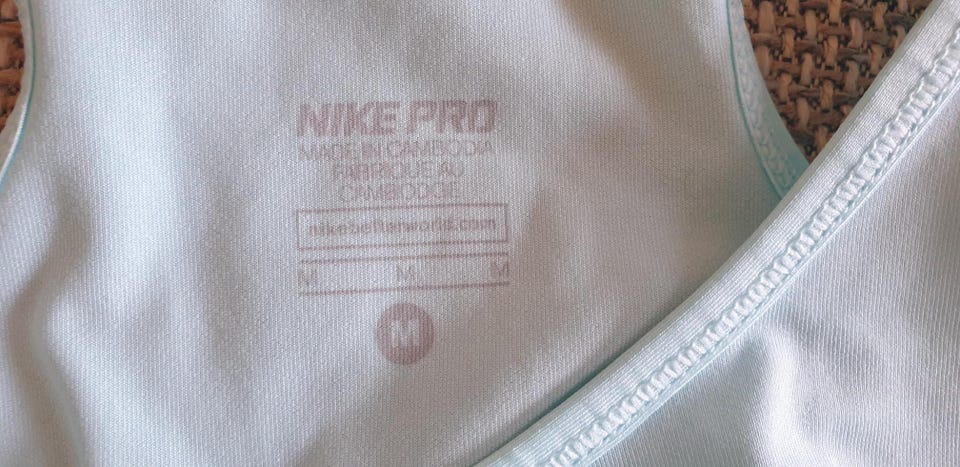 NIKE PRO
MADE IN CAMBODIA
FABRIQUE AU
CAMBODGE
nikebetterworld.com
M M M
M